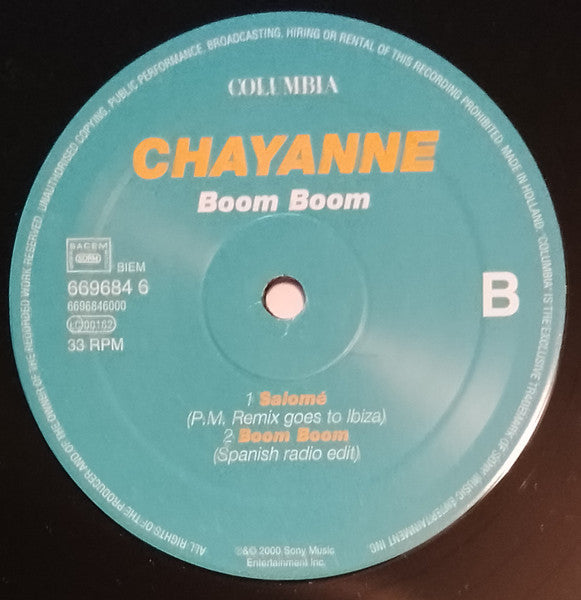 ALL RIGHTS OF THE PRODUCER AND OF THE OWNER OF THE RECORDED WORK RESERVED. UNAUTHORISED COPYING, PUBLIC PERFORMANCE, BROADCASTING, HIRING OR RENTAL OF THIS RECORDING PROHIBITED. MADE IN HOLLAND. 'COLUMBIA' IS THE EXCLUSIVE TRADEMARK OF SONY MUSIC ENTERTAINMENT INC.
COLUMBIA
CHAYANNE
Boom Boom
SACEM
SDRM
BIEM
669684 6
6696846000
LC 00162
33 RPM
B
1 Salomé
(P.M. Remix goes to Ibiza)
2 Boom Boom
(Spanish radio edit)
℗&© 2000 Sony Music
Entertainment Inc.